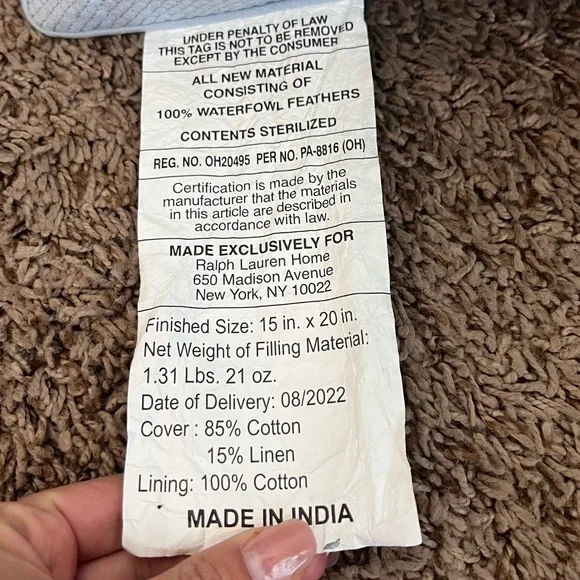 UNDER PENALTY OF LAW
THIS TAG IS NOT TO BE REMOVED
EXCEPT BY THE CONSUMER
ALL NEW MATERIAL
CONSISTING OF
100% WATERFOWL FEATHERS
CONTENTS STERILIZED
REG. NO. OH20495 PER NO. PA-8816 (OH)
Certification is made by the
manufacturer that the materials
in this article are described in
accordance with law.
MADE EXCLUSIVELY FOR
Ralph Lauren Home
650 Madison Avenue
New York, NY 10022
Finished Size: 15 in. x 20 in.
Net Weight of Filling Material:
1.31 Lbs. 21 oz.
Date of Delivery: 08/2022
Cover : 85% Cotton
15% Linen
Lining: 100% Cotton
MADE IN INDIA